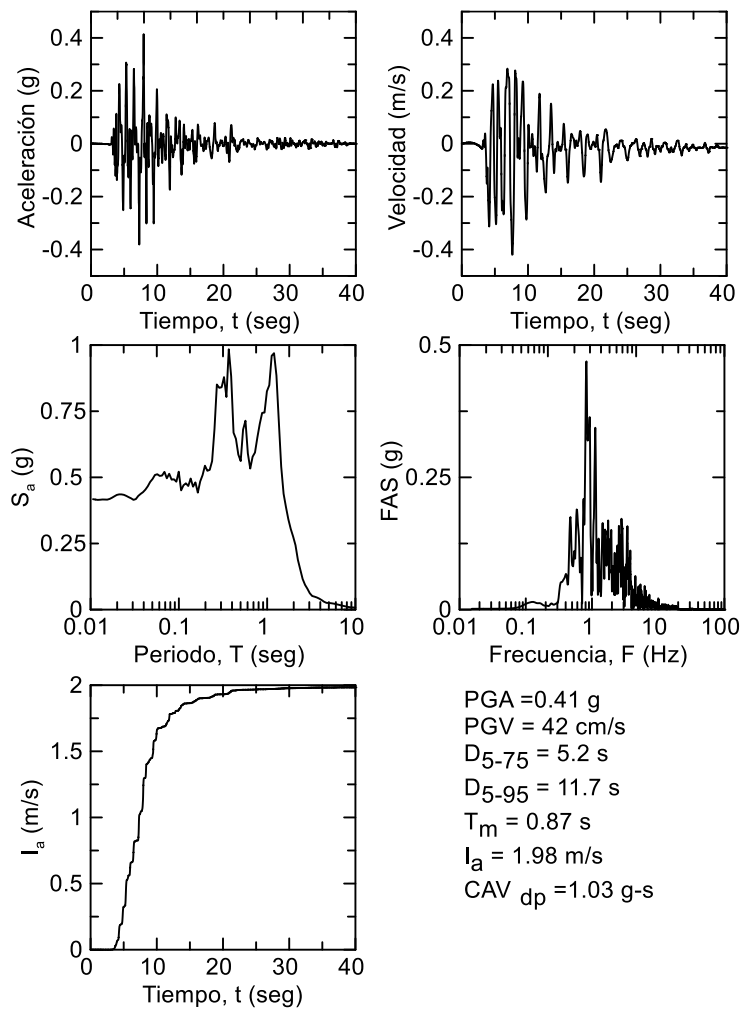 0.4
0.2
0
-0.2
-0.4
Aceleración (g)
0 10 20 30 40
Tiempo, t (seg)
0.4
0.2
0
-0.2
-0.4
Velocidad (m/s)
0 10 20 30 40
Tiempo, t (seg)
1
0.75
0.5
0.25
0
Sa (g)
0.01 0.1 1 10
Periodo, T (seg)
0.5
0.25
0
FAS (g)
0.01 0.1 1 10 100
Frecuencia, F (Hz)
2
1.5
1
0.5
0
Ia (m/s)
0 10 20 30 40
Tiempo, t (seg)
PGA =0.41 g
PGV = 42 cm/s
D5-75 = 5.2 s
D5-95 = 11.7 s
Tm = 0.87 s
Ia = 1.98 m/s
CAV dp =1.03 g-s